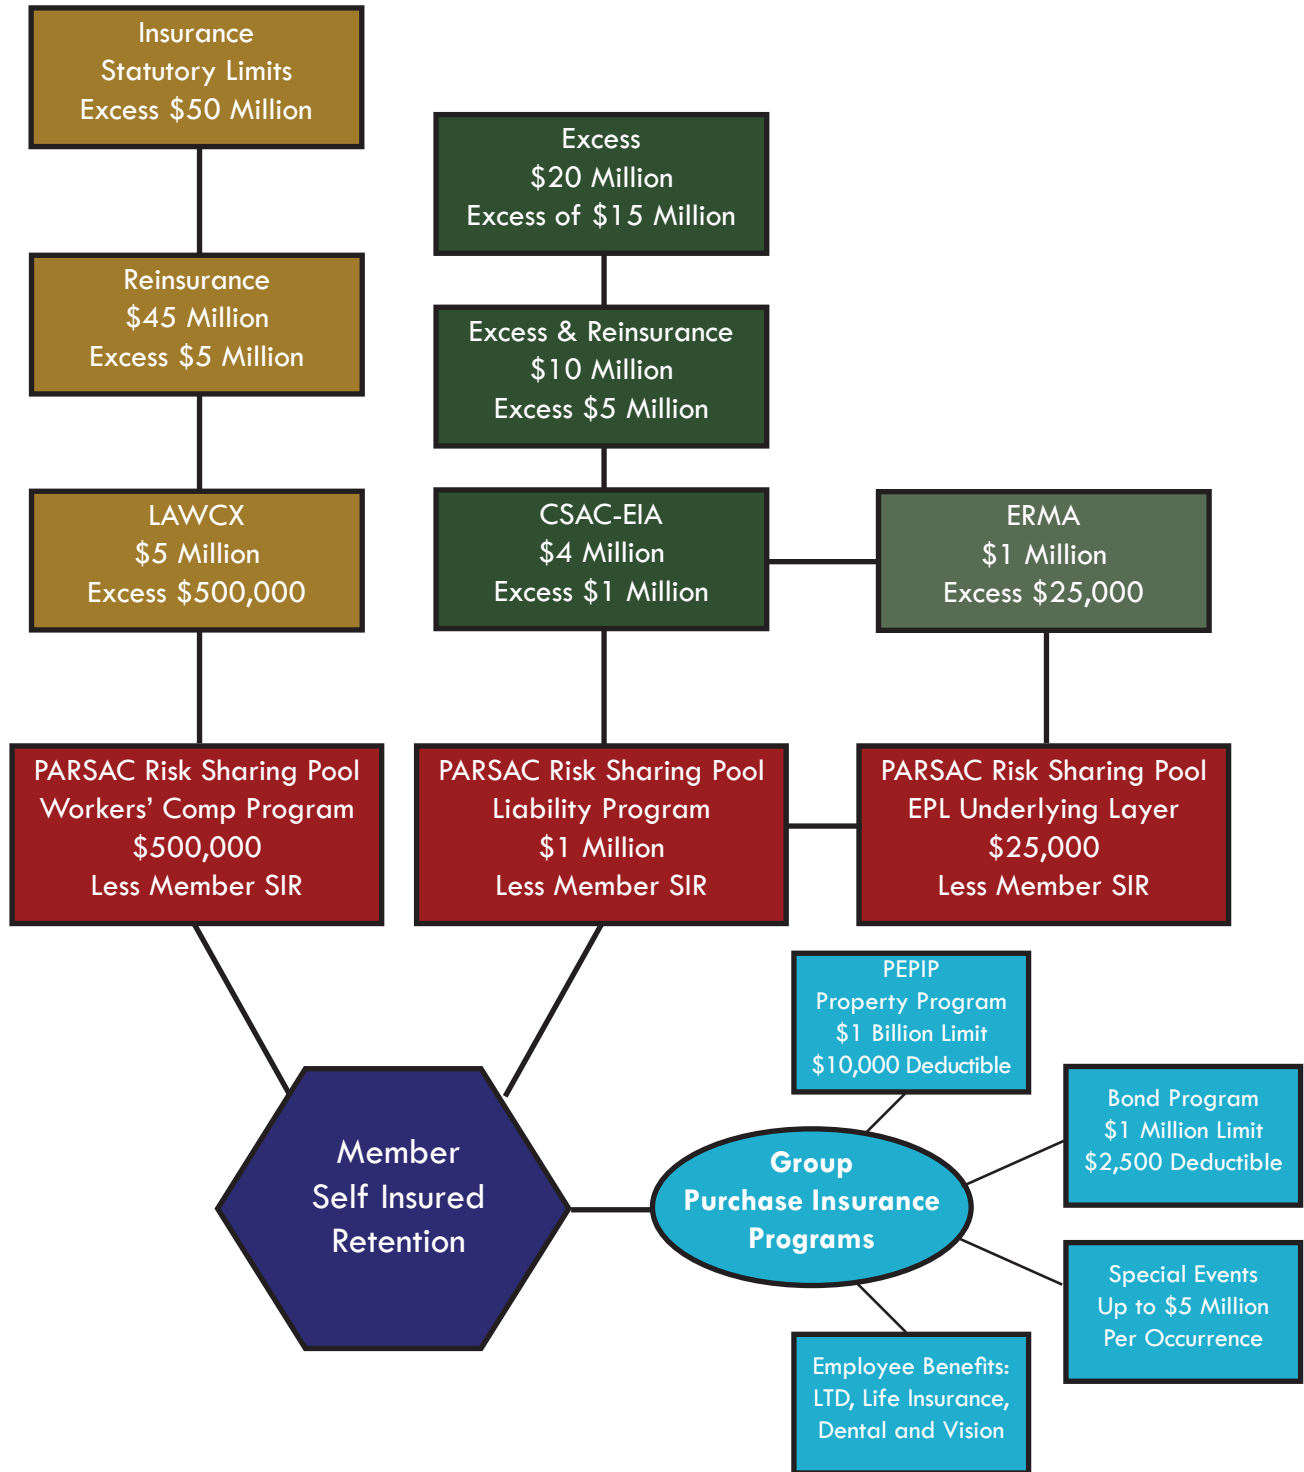 Insurance
Statutory Limits
Excess $50 Million
Excess
$20 Million
Excess of $15 Million
Reinsurance
$45 Million
Excess $5 Million
Excess & Reinsurance
$10 Million
Excess $5 Million
LAWCX
$5 Million
Excess $500,000
CSAC-EIA
$4 Million
Excess $1 Million
ERMA
$1 Million
Excess $25,000
PARSAC Risk Sharing Pool
Workers’ Comp Program
$500,000
Less Member SIR
PARSAC Risk Sharing Pool
Liability Program
$1 Million
Less Member SIR
PARSAC Risk Sharing Pool
EPL Underlying Layer
$25,000
Less Member SIR
Member
Self Insured
Retention
Group
Purchase Insurance
Programs
PEPIP
Property Program
$1 Billion Limit
$10,000 Deductible
Bond Program
$1 Million Limit
$2,500 Deductible
Special Events
Up to $5 Million
Per Occurrence
Employee Benefits:
LTD, Life Insurance,
Dental and Vision